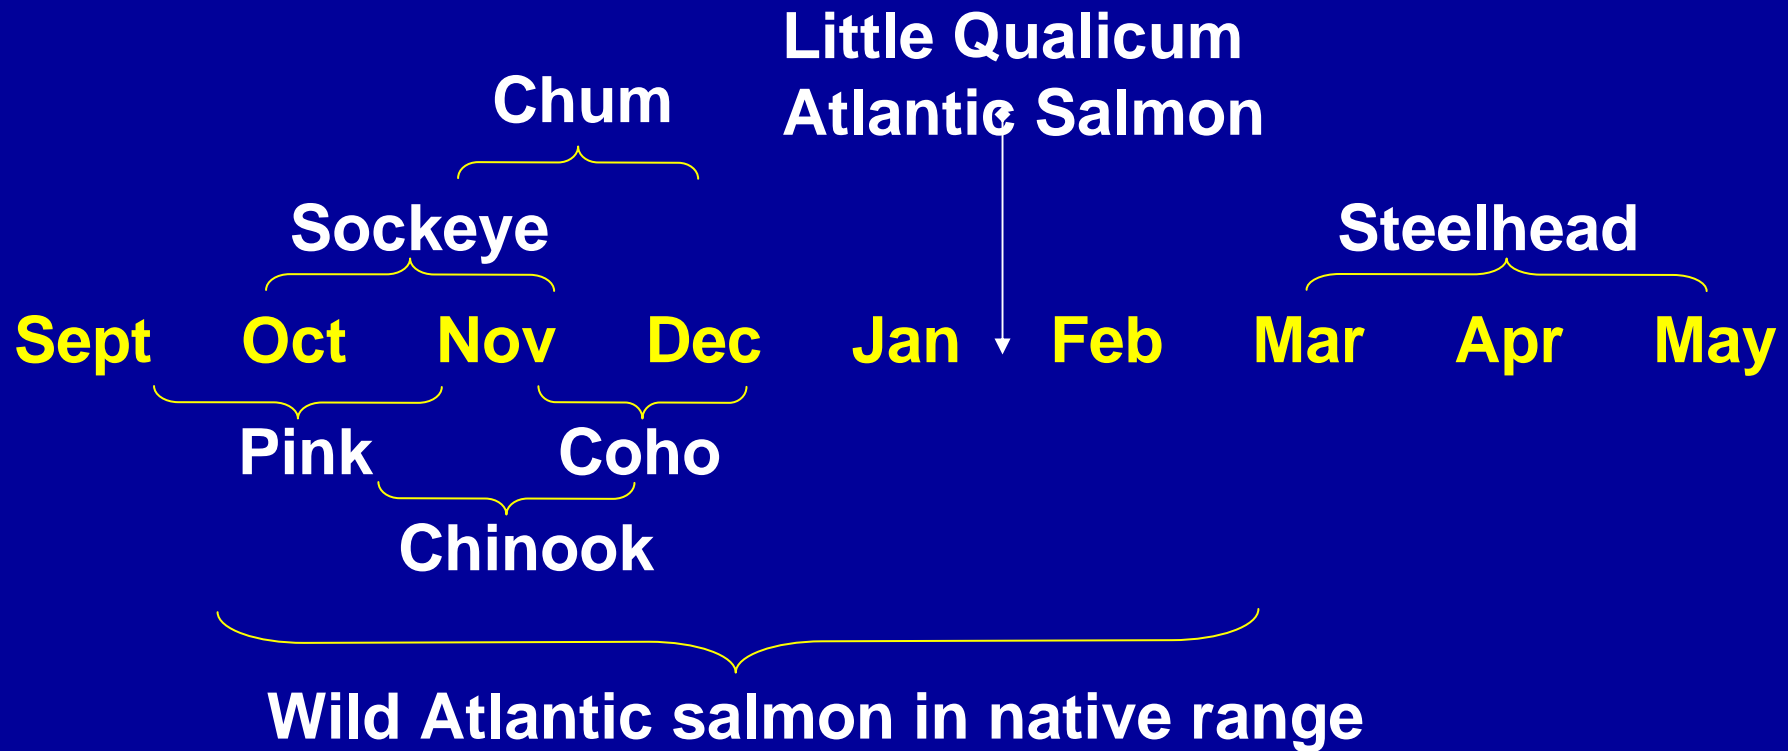 Little Qualicum
Atlantic Salmon
Chum
Sockeye
Steelhead
Sept Oct Nov Dec Jan Feb Mar Apr May
Pink Coho
Chinook
Wild Atlantic salmon in native range